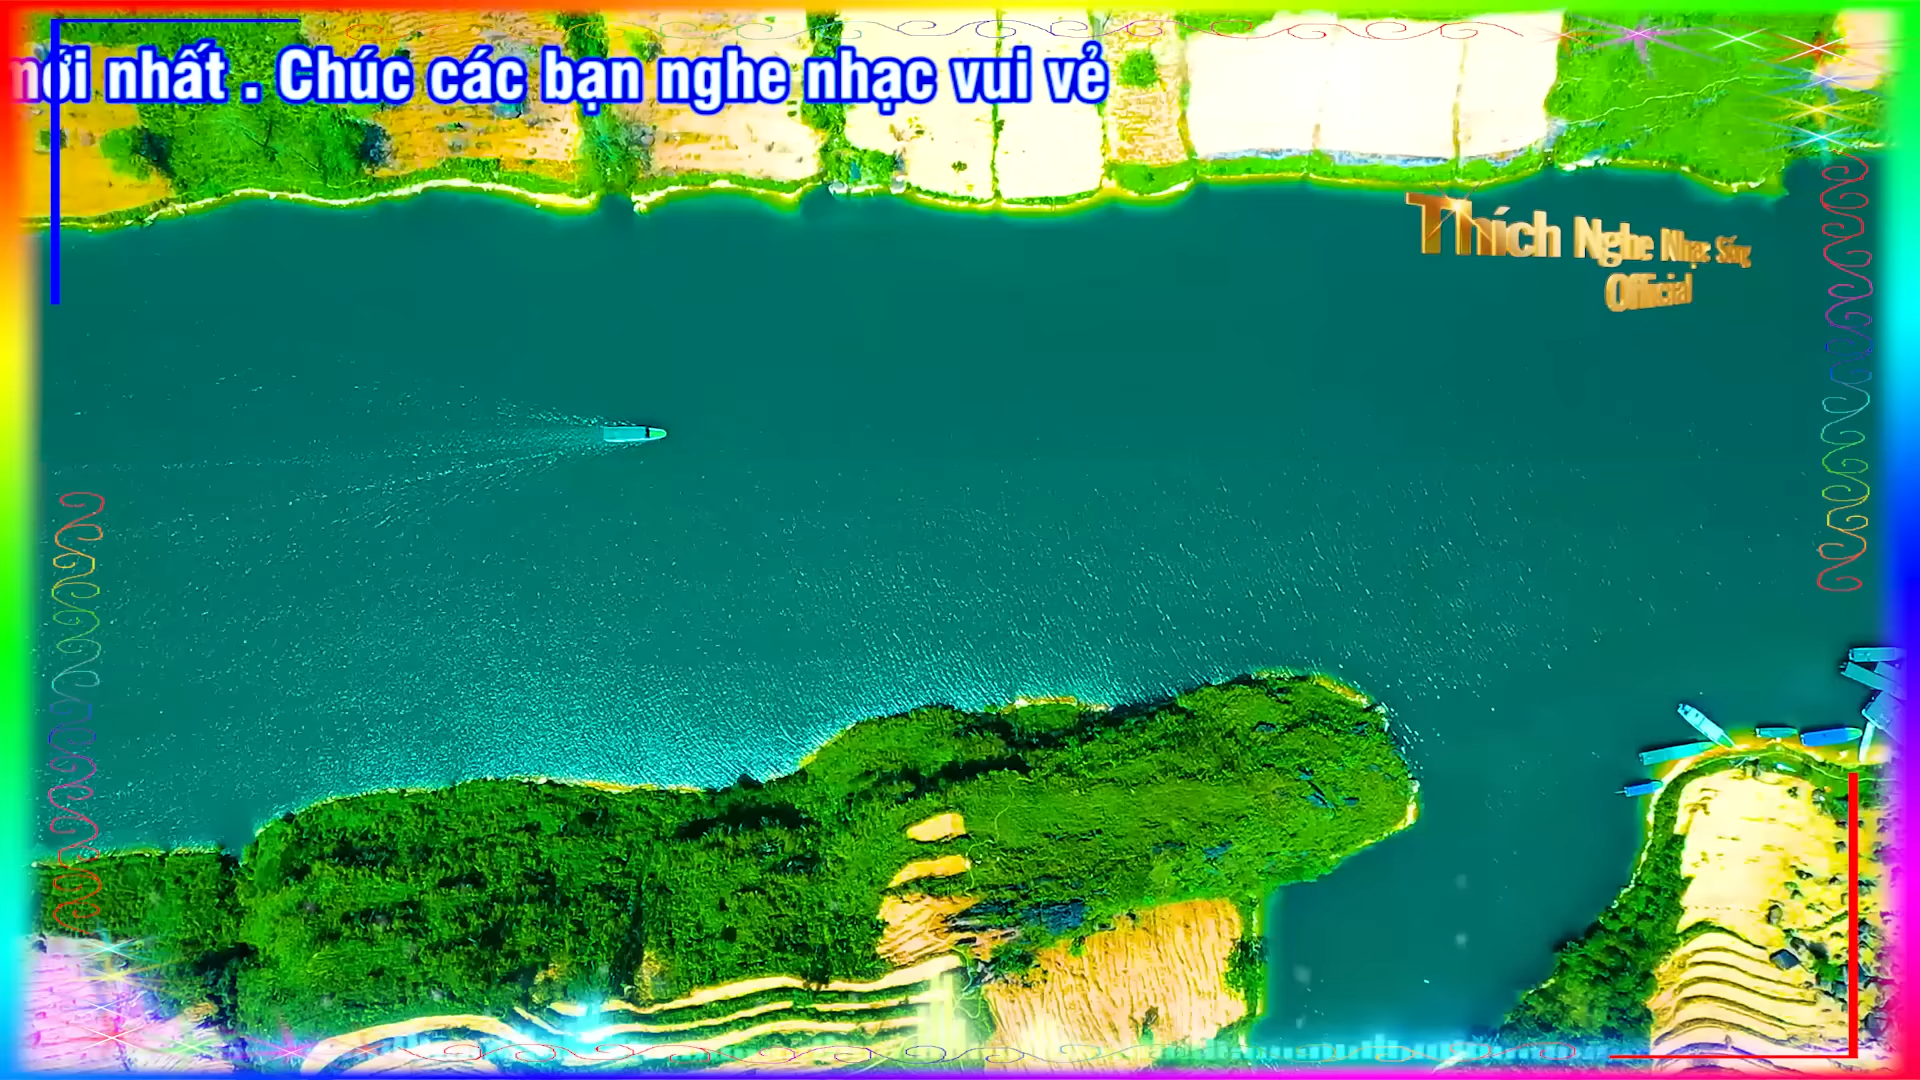 mới nhất . Chúc các bạn nghe nhạc vui vẻ
Thích Nghe Nhạc Sống
Official